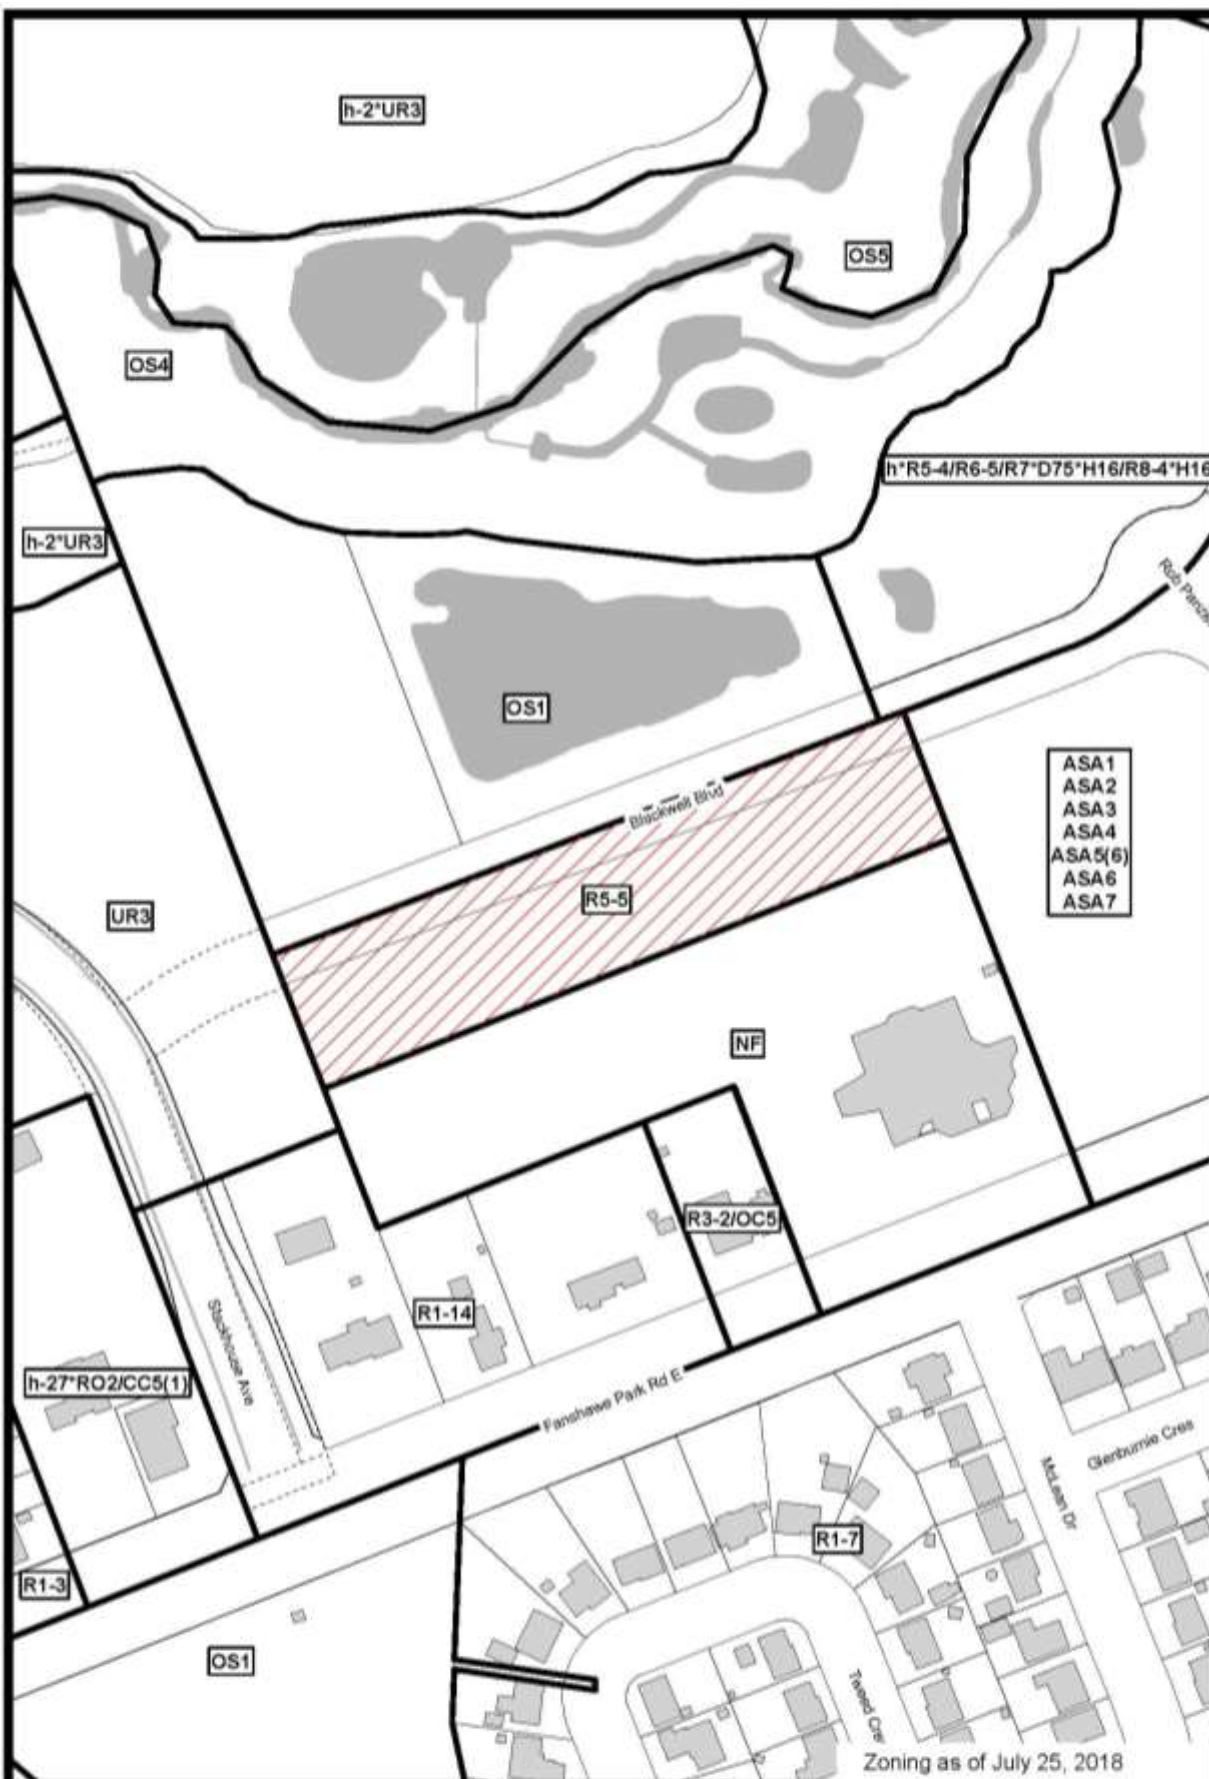 h-2*UR3
OS5
OS4
h*R5-4/R6-5/R7*D75*H16/R8-4*H16
h-2*UR3
OS1
ASA1
ASA2
ASA3
ASA4
ASA5(6)
ASA6
ASA7
Blackwell Blvd
R5-5
UR3
NF
R3-2/OC5
R1-14
Stackhouse Ave
h-27*RO2/CC5(1)
Fanshawe Park Rd E
Glenburnie Cres
McLean Dr
R1-7
R1-3
OS1
Tweed Cre
Zoning as of July 25, 2018